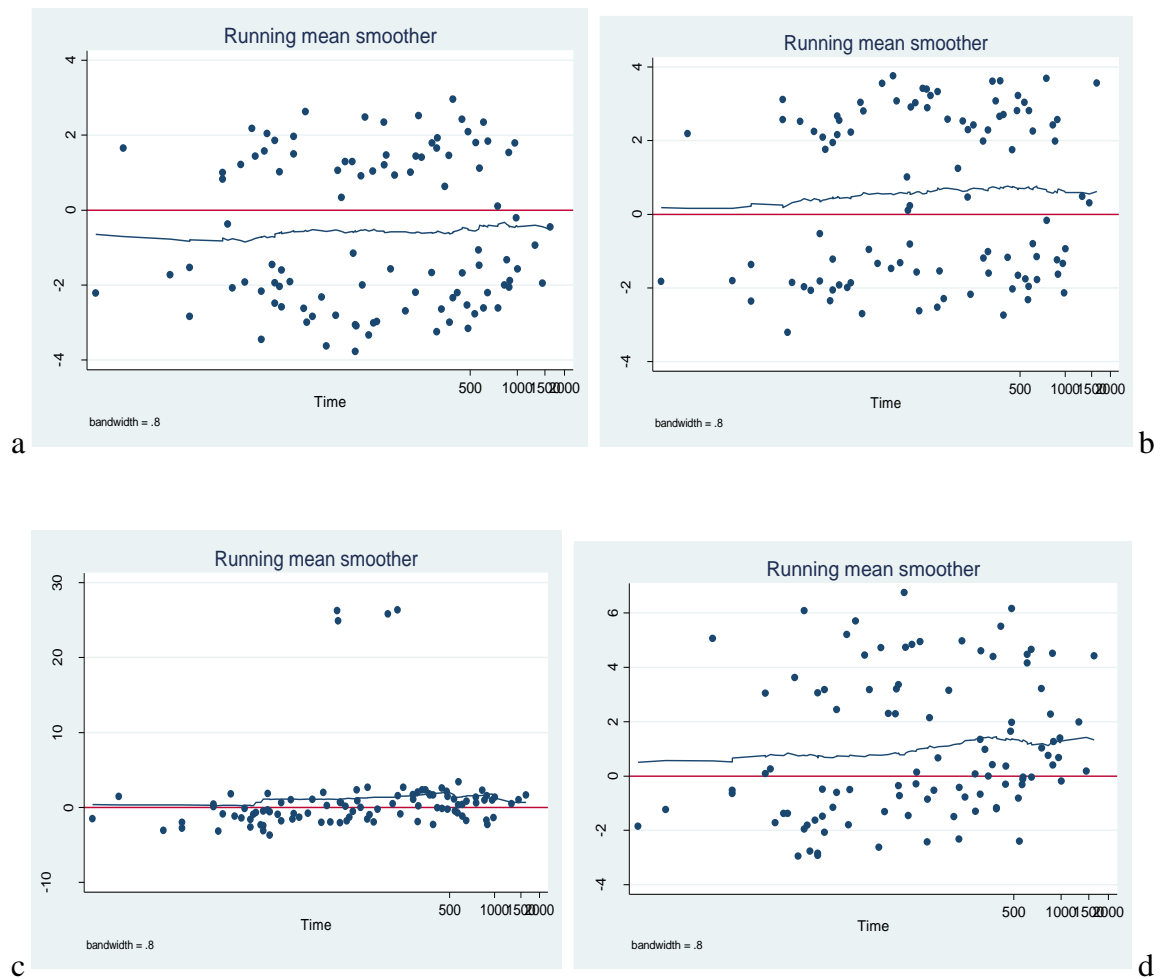 Running mean smoother
4
2
0
-2
-4
500 1000 1500 2000
Time
bandwidth = .8
a
Running mean smoother
4
2
0
-2
-4
500 1000 1500 2000
Time
bandwidth = .8
b
Running mean smoother
30
20
10
0
-10
500 1000 1500 2000
Time
bandwidth = .8
c
Running mean smoother
6
4
2
0
-2
-4
500 1000 1500 2000
Time
bandwidth = .8
d